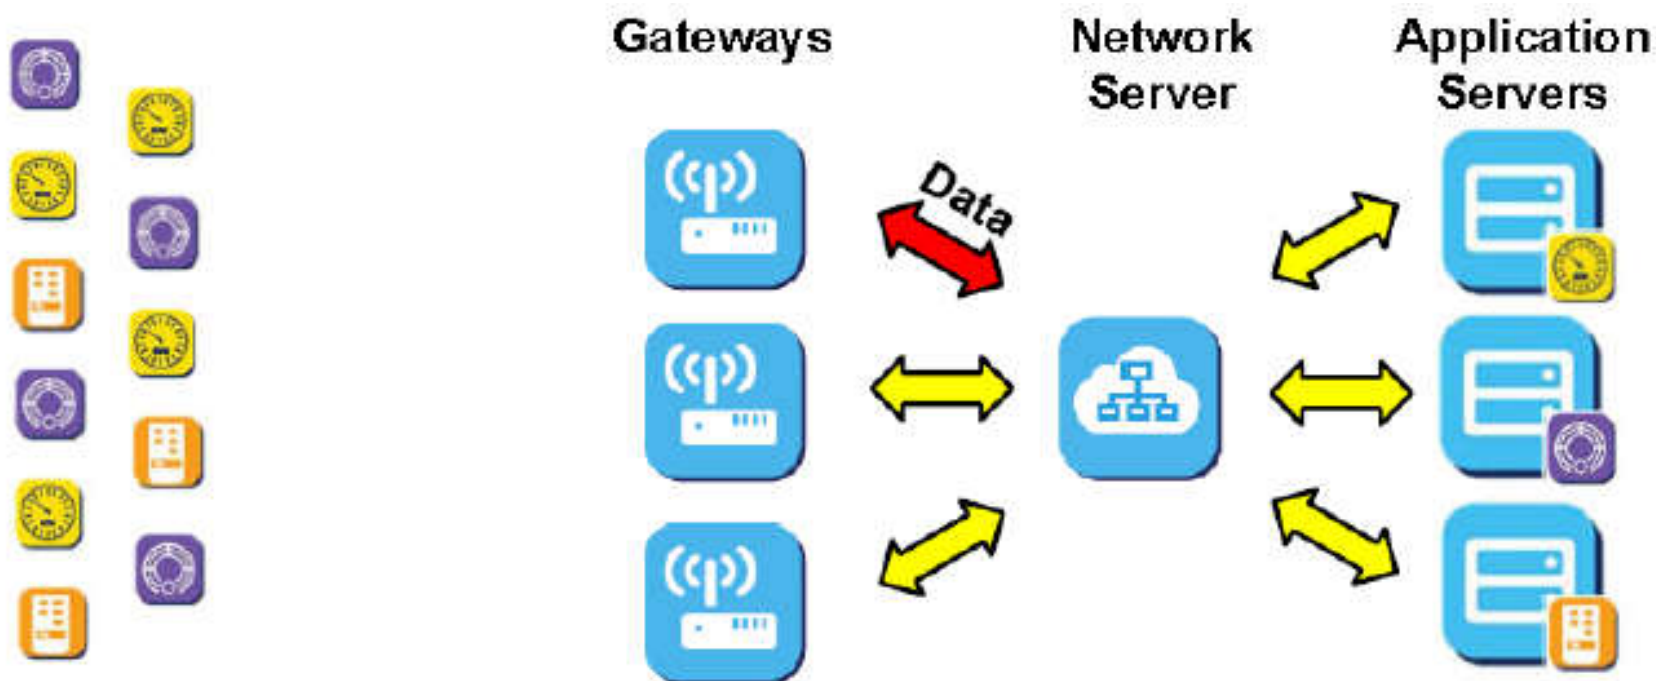 Gateways
Network
Server
Application
Servers
Data